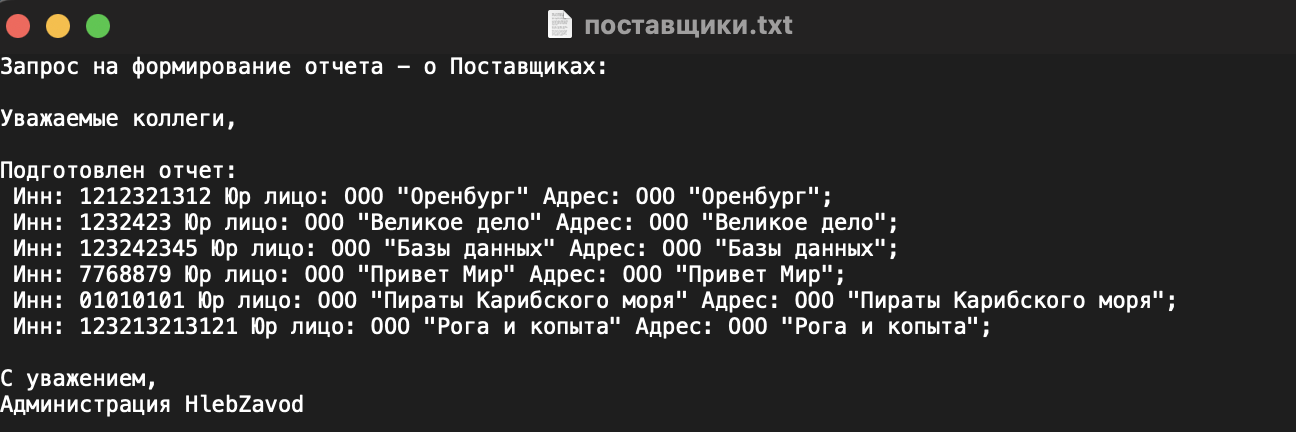 поставщики.txt
Запрос на формирование отчета - о Поставщиках:
Уважаемые коллеги,
Подготовлен отчет:
Инн: 1212321312 Юр лицо: ООО "Оренбург" Адрес: ООО "Оренбург";
Инн: 1232423 Юр лицо: ООО "Великое дело" Адрес: ООО "Великое дело";
Инн: 123242345 Юр лицо: ООО "Базы данных" Адрес: ООО "Базы данных";
Инн: 7768879 Юр лицо: ООО "Привет Мир" Адрес: ООО "Привет Мир";
Инн: 01010101 Юр лицо: ООО "Пираты Карибского моря" Адрес: ООО "Пираты Карибского моря";
Инн: 123213213121 Юр лицо: ООО "Рога и копыта" Адрес: ООО "Рога и копыта";
С уважением,
Администрация HlebZavod